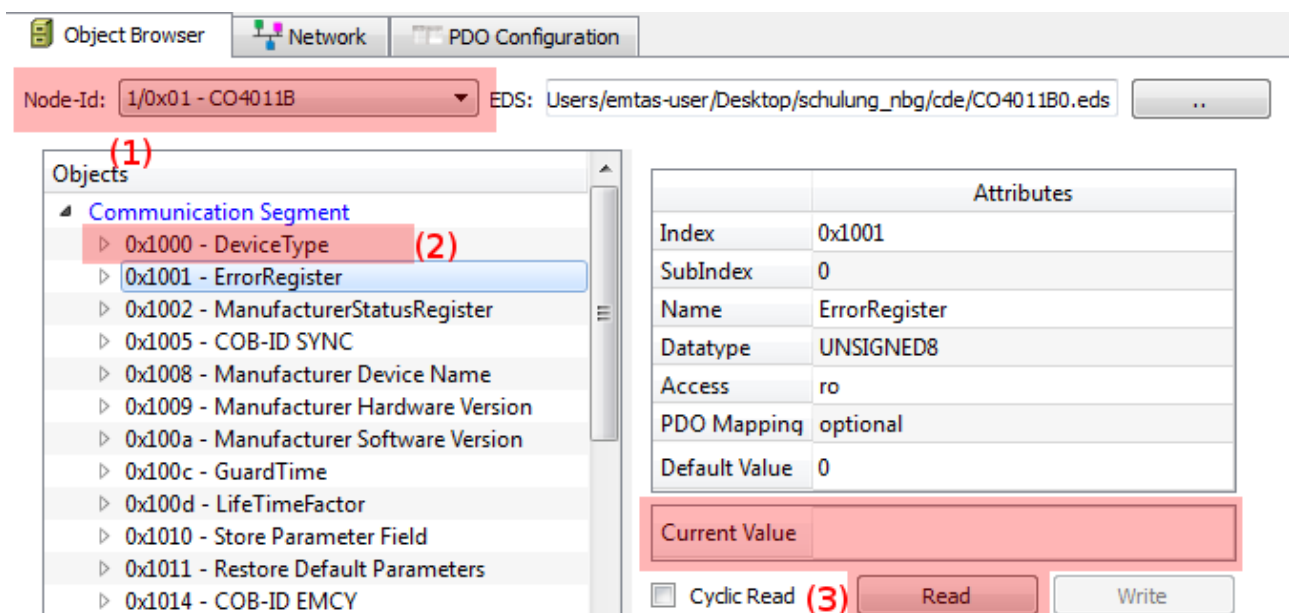 Object Browser Network PDO Configuration
Node-Id: 1/0x01 - CO4011B EDS: Users/emtas-user/Desktop/schulung_nbg/cde/CO4011B0.eds ..
(1)
Objects
Communication Segment
0x1000 - DeviceType (2)
0x1001 - ErrorRegister
0x1002 - ManufacturerStatusRegister
0x1005 - COB-ID SYNC
0x1008 - Manufacturer Device Name
0x1009 - Manufacturer Hardware Version
0x100a - Manufacturer Software Version
0x100c - GuardTime
0x100d - LifeTimeFactor
0x1010 - Store Parameter Field
0x1011 - Restore Default Parameters
0x1014 - COB-ID EMCY
Attributes
Index 0x1001
SubIndex 0
Name ErrorRegister
Datatype UNSIGNED8
Access ro
PDO Mapping optional
Default Value 0
Current Value
Cyclic Read (3) Read Write